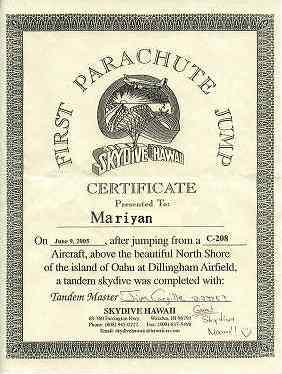 FIRST PARACHUTE JUMP
SKYDIVE HAWAII
CERTIFICATE
Presented To:
Mariyan
On June 9, 2005, after jumping from a C-208
Aircraft, above the beautiful North Shore
of the island of Oahu at Dillingham Airfield,
a tandem skydive was completed with:
Tandem Master
SKYDIVE HAWAII
Great
Skydive